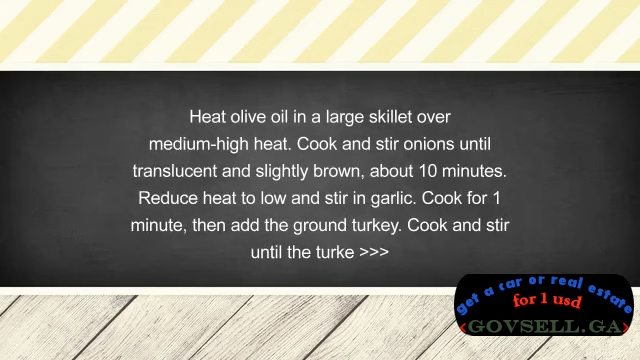 Heat olive oil in a large skillet over
medium-high heat. Cook and stir onions until
translucent and slightly brown, about 10 minutes.
Reduce heat to low and stir in garlic. Cook for 1
minute, then add the ground turkey. Cook and stir
until the turke >>>
get a car or real estate
for 1 usd
<GOVSELL.GA>